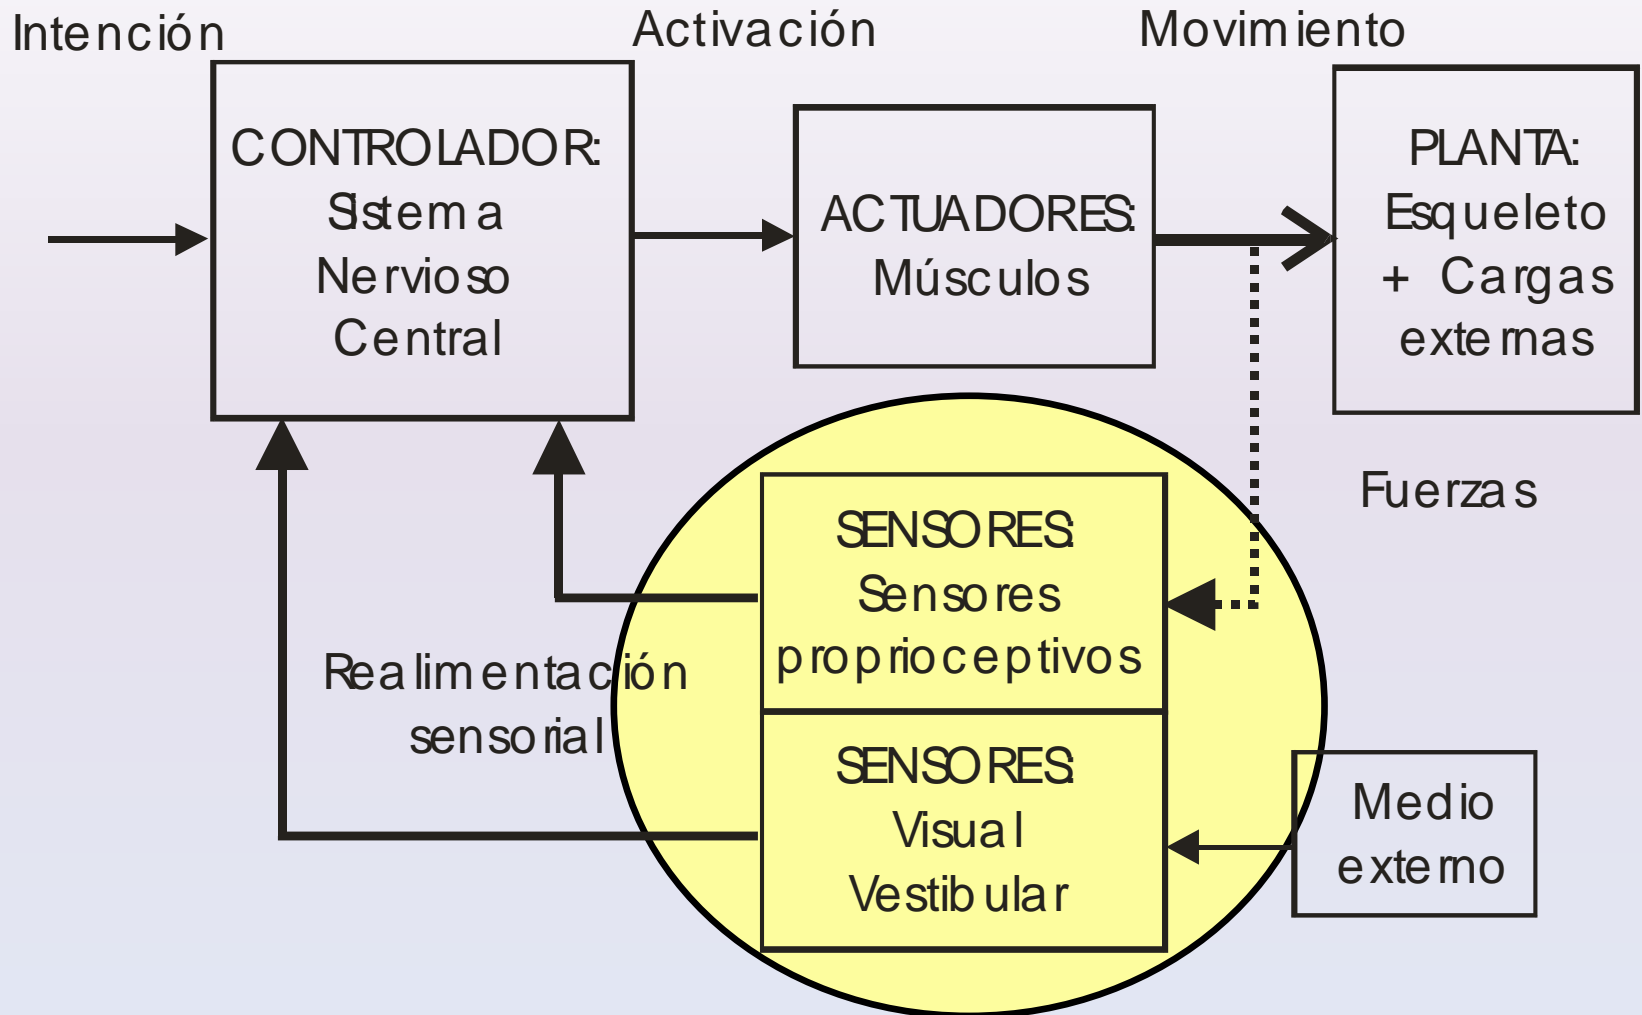 Intención
Activación
Movimiento
CONTROLADOR:
Sistema
Nervioso
Central
ACTUADORES:
Músculos
PLANTA:
Esqueleto
+ Cargas
externas
Fuerzas
SENSORES:
Sensores
proprioceptivos
Realimentación
sensorial
SENSORES:
Visual
Vestibular
Medio
externo